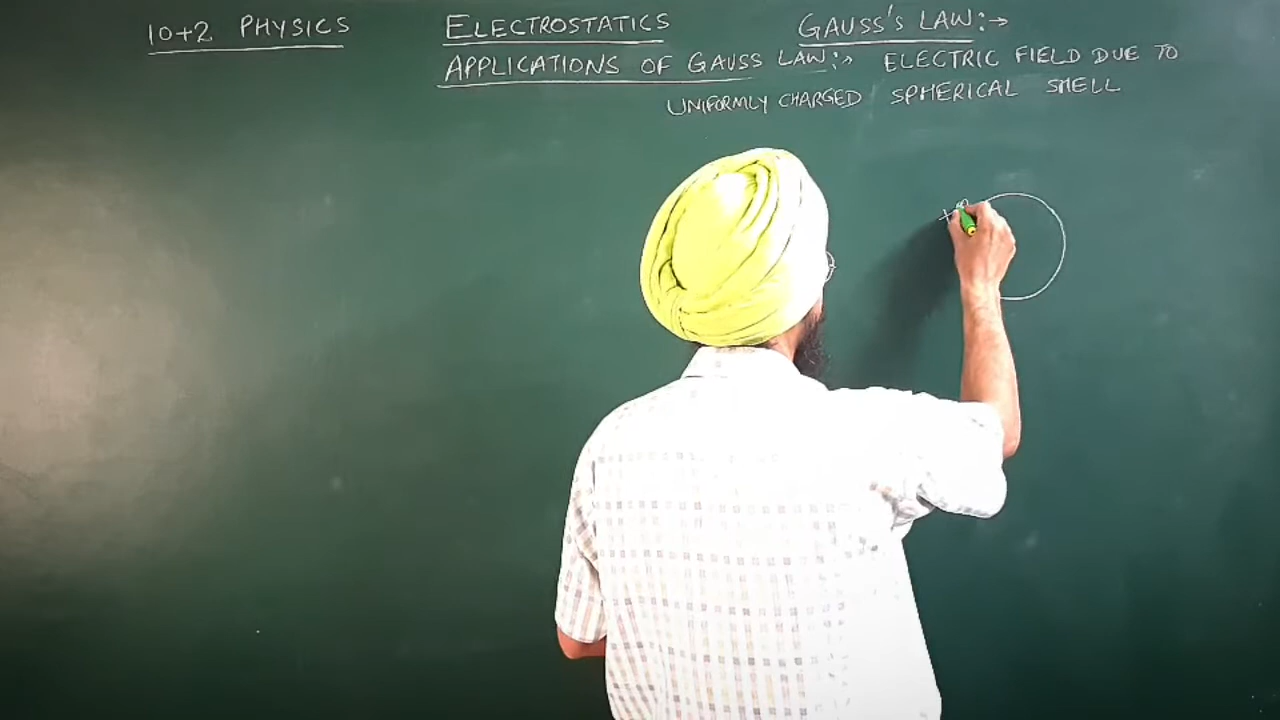 10+2 PHYSICS ELECTROSTATICS GAUSS'S LAW:→
APPLICATIONS OF GAUSS LAW:→ ELECTRIC FIELD DUE TO
UNIFORMLY CHARGED SPHERICAL SHELL